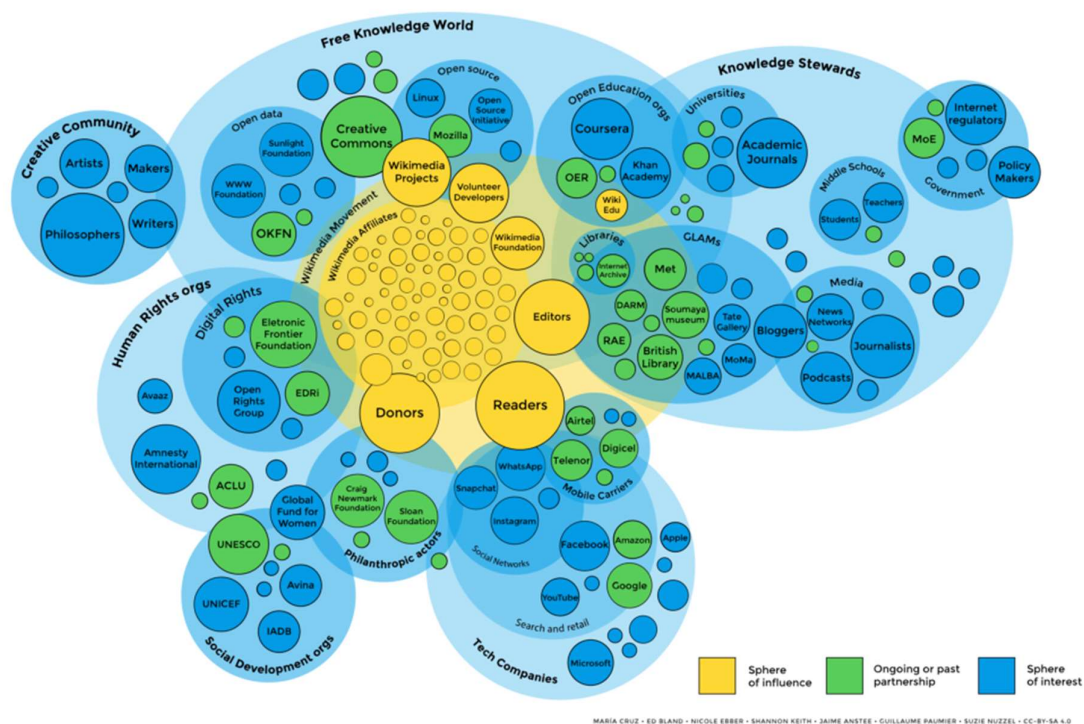 Free Knowledge World
Open source
Linux
Open
Source
Initiative
Mozilla
Creative
Commons
Open data
Sunlight
Foundation
WWW
Foundation
OKFN
Creative Community
Artists
Makers
Writers
Philosophers
Wikimedia Movement
Wikimedia Affiliates
Wikimedia
Projects
Volunteer
Developers
Wikimedia
Foundation
Editors
Readers
Donors
Open Education orgs
Coursera
OER
Khan
Academy
Wiki
Edu
Knowledge Stewards
Universities
Academic
Journals
Middle Schools
Teachers
Students
Internet
regulators
MoE
Policy
Makers
Government
GLAMs
Libraries
Internet
Archive
Met
DARM
Soumaya
museum
RAE
British
Library
Tate
Gallery
MoMa
MALBA
Media
Bloggers
News
Networks
Journalists
Podcasts
Human Rights orgs
Digital Rights
Eletronic
Frontier
Foundation
EDRi
Open
Rights
Group
Avaaz
Amnesty
International
ACLU
Global
Fund for
Women
UNESCO
UNICEF
Avina
IADB
Social Development orgs
Craig
Newmark
Foundation
Sloan
Foundation
Philanthropic actors
Airtel
Telenor
Digicel
Mobile Carriers
WhatsApp
Snapchat
Instagram
Social Networks
Facebook
Amazon
Apple
Google
YouTube
Search and retail
Microsoft
Tech Companies
Sphere
of influence
Ongoing or past
partnership
Sphere
of interest
MARÍA CRUZ • ED BLAND • NICOLE EBBER • SHANNON KEITH • JAIME ANSTEE • GUILLAUME PAUMIER • SUZIE NUZZEL • CC-BY-SA 4.0